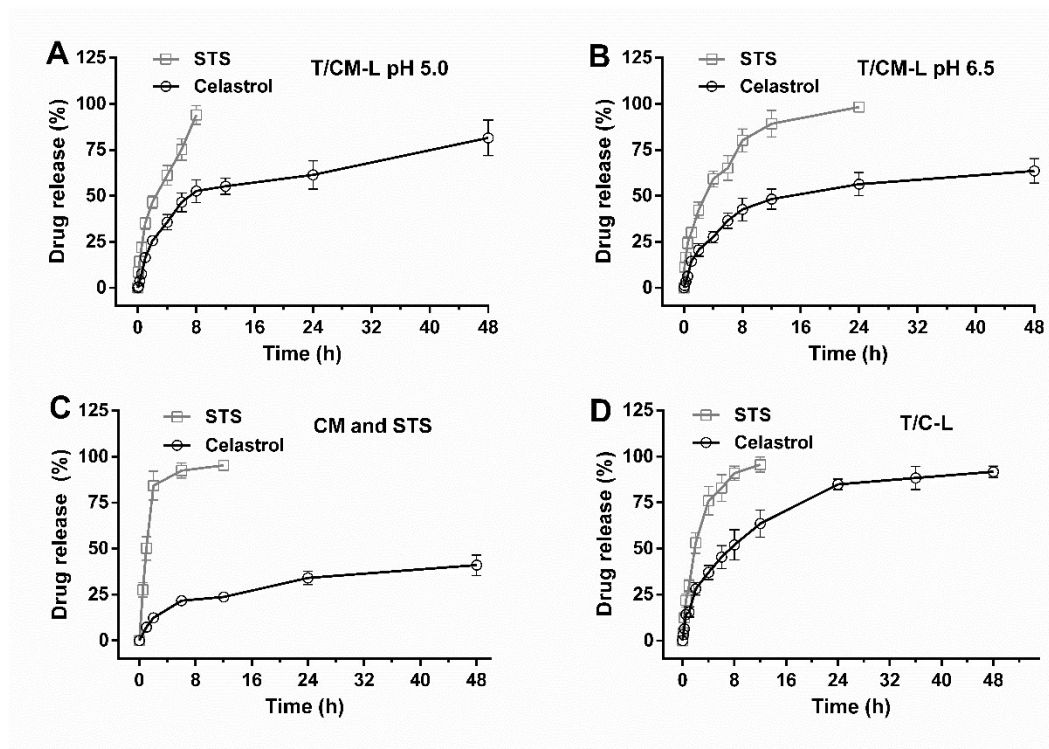 A
STS
Celastrol
T/CM-L pH 5.0
Drug release (%)
125
100
75
50
25
0
0 8 16 24 32 40 48
Time (h)
B
STS
Celastrol
T/CM-L pH 6.5
Drug release (%)
125
100
75
50
25
0
0 8 16 24 32 40 48
Time (h)
C
STS
Celastrol
CM and STS
Drug release (%)
125
100
75
50
25
0
0 8 16 24 32 40 48
Time (h)
D
STS
Celastrol
T/C-L
Drug release (%)
125
100
75
50
25
0
0 8 16 24 32 40 48
Time (h)